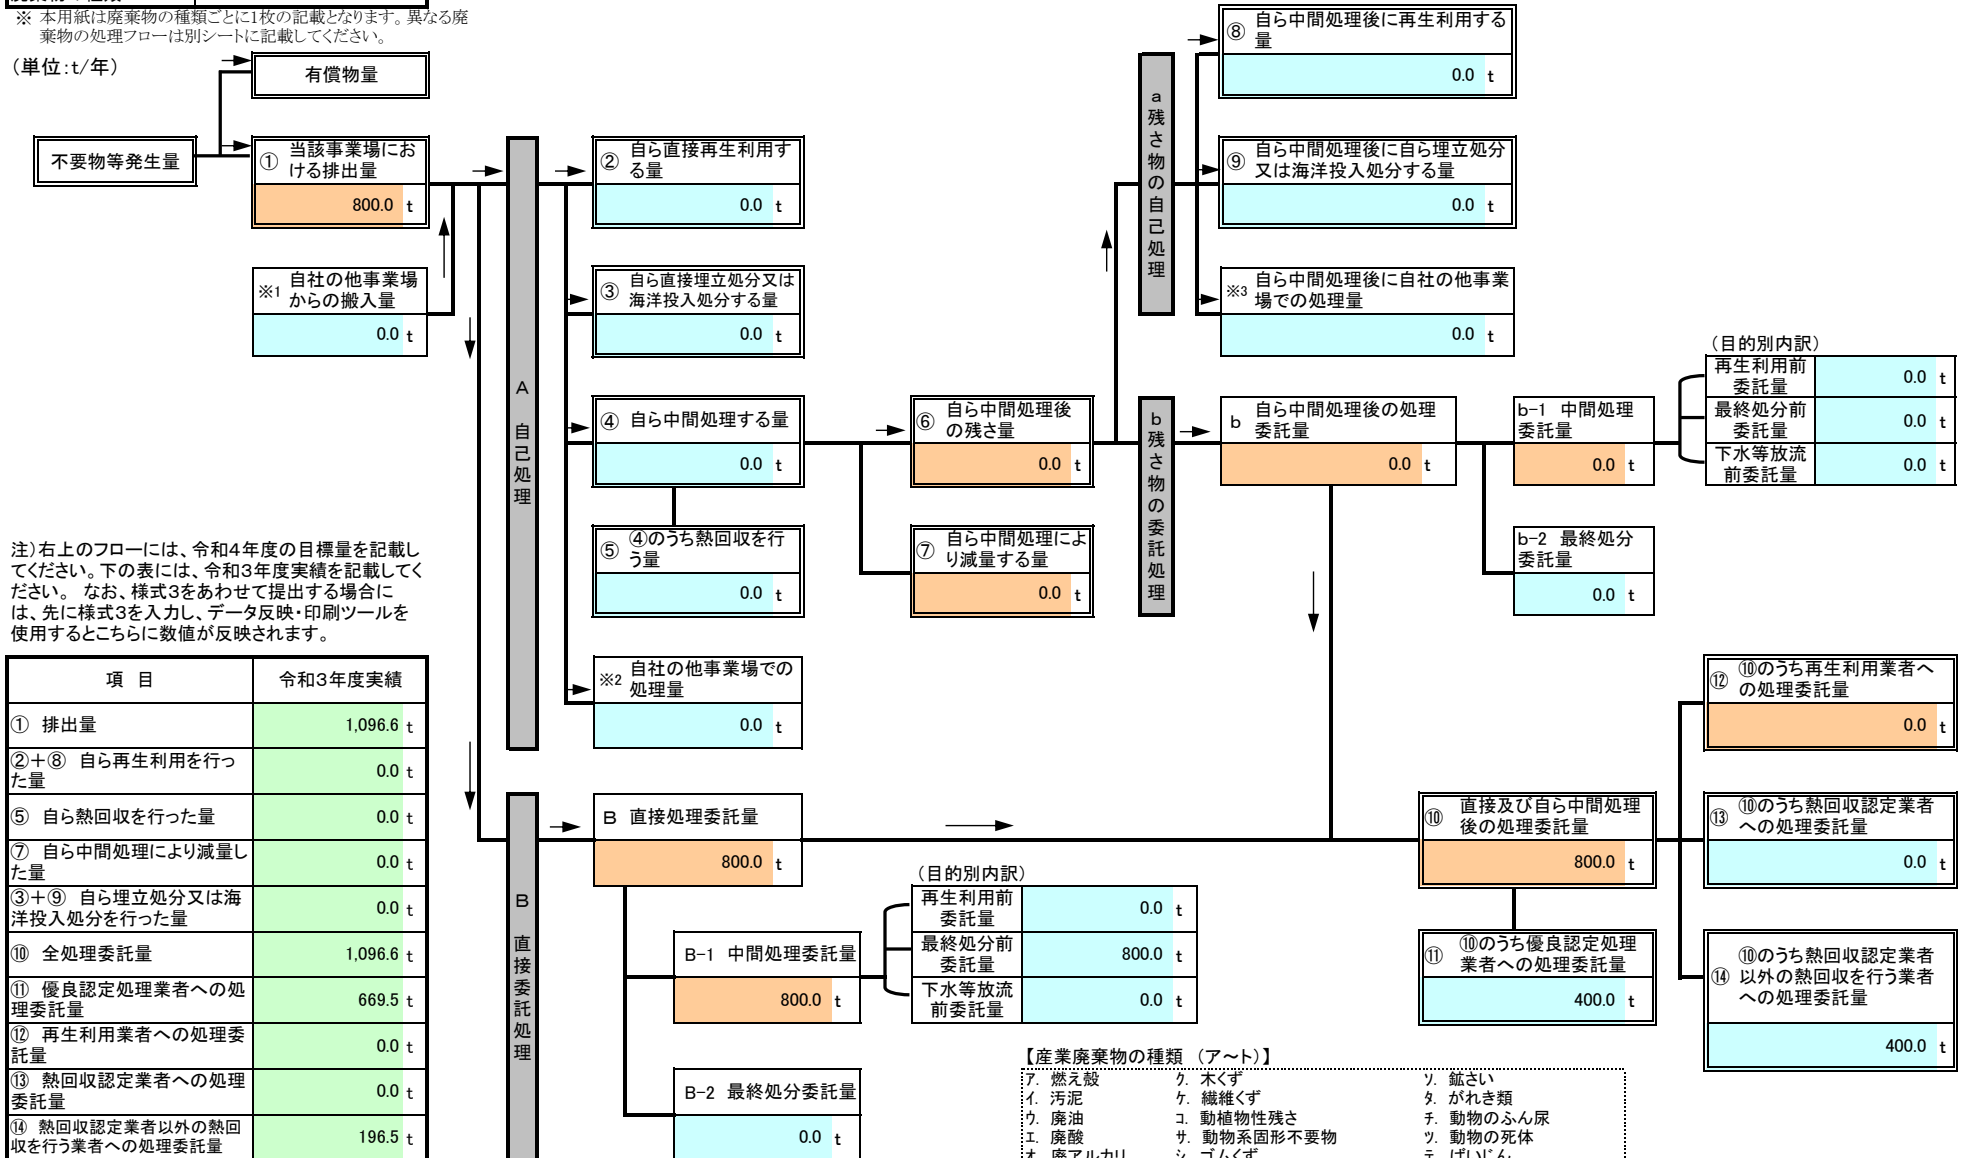 ※ 本用紙は廃棄物の種類ごとに1枚の記載となります。異なる廃
棄物の処理フローは別シートに記載してください。
（単位：t/年）
有償物量
不要物等発生量
① 当該事業場にお
ける排出量
800.0 t
※1 自社の他事業場
からの搬入量
0.0 t
A 自己処理
② 自ら直接再生利用す
る量
0.0 t
③ 自ら直接埋立処分又は
海洋投入処分する量
0.0 t
④ 自ら中間処理する量
0.0 t
⑤ ④のうち熱回収を行
う量
0.0 t
※2 自社の他事業場での
処理量
0.0 t
⑥ 自ら中間処理後
の残さ量
0.0 t
⑦ 自ら中間処理によ
り減量する量
0.0 t
a 残さ物の自己処理
⑧ 自ら中間処理後に再生利用する
量
0.0 t
⑨ 自ら中間処理後に自ら埋立処分
又は海洋投入処分する量
0.0 t
※3 自ら中間処理後に自社の他事業
場での処理量
0.0 t
b 残さ物の委託処理
b 自ら中間処理後の処理
委託量
0.0 t
b-1 中間処理
委託量
0.0 t
（目的別内訳）
再生利用前
委託量
0.0 t
最終処分前
委託量
0.0 t
下水等放流
前委託量
0.0 t
b-2 最終処分
委託量
0.0 t
注）右上のフローには、令和4年度の目標量を記載し
てください。下の表には、令和3年度実績を記載してく
ださい。 なお、様式3をあわせて提出する場合に
は、先に様式3を入力し、データ反映・印刷ツールを
使用するとこちらに数値が反映されます。
項 目 令和3年度実績
① 排出量 1,096.6 t
②＋⑧ 自ら再生利用を行っ
た量
0.0 t
⑤ 自ら熱回収を行った量 0.0 t
⑦ 自ら中間処理により減量し
た量
0.0 t
③＋⑨ 自ら埋立処分又は海
洋投入処分を行った量
0.0 t
⑩ 全処理委託量 1,096.6 t
⑪ 優良認定処理業者への処
理委託量
669.5 t
⑫ 再生利用業者への処理委
託量
0.0 t
⑬ 熱回収認定業者への処理
委託量
0.0 t
⑭ 熱回収認定業者以外の熱回
収を行う業者への処理委託量
196.5 t
B 直接委託処理
B 直接処理委託量
800.0 t
B-1 中間処理委託量
800.0 t
（目的別内訳）
再生利用前
委託量
0.0 t
最終処分前
委託量
800.0 t
下水等放流
前委託量
0.0 t
B-2 最終処分委託量
0.0 t
⑩ 直接及び自ら中間処理
後の処理委託量
800.0 t
⑪ ⑩のうち優良認定処理
業者への処理委託量
400.0 t
⑫ ⑩のうち再生利用業者へ
の処理委託量
0.0 t
⑬ ⑩のうち熱回収認定業者
への処理委託量
0.0 t
⑭ ⑩のうち熱回収認定業者
以外の熱回収を行う業者
への処理委託量
400.0 t
【産業廃棄物の種類 （ア～ト）】
ア. 燃え殻 ク. 木くず ソ. 鉱さい
イ. 汚泥 ケ. 繊維くず タ. がれき類
ウ. 廃油 コ. 動植物性残さ チ. 動物のふん尿
エ. 廃酸 サ. 動物系固形不要物 ツ. 動物の死体
オ. 廃アルカリ シ. ゴムくず テ. ばいじん